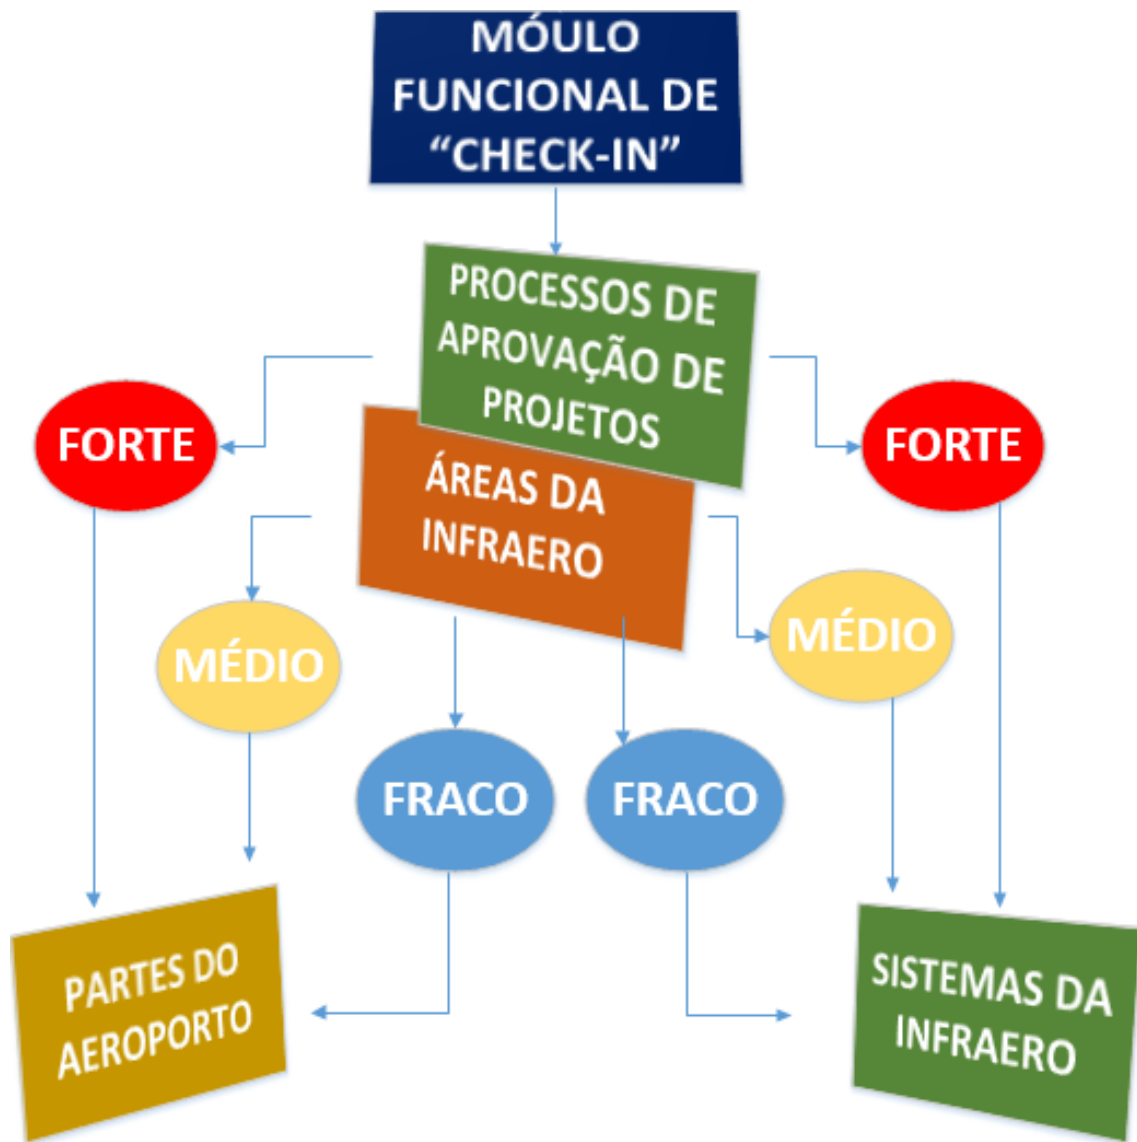 MÓULO
FUNCIONAL DE
“CHECK-IN”
PROCESSOS DE
APROVAÇÃO DE
PROJETOS
FORTE
FORTE
ÁREAS DA
INFRAERO
MÉDIO
MÉDIO
FRACO
FRACO
PARTES DO
AEROPORTO
SISTEMAS DA
INFRAERO